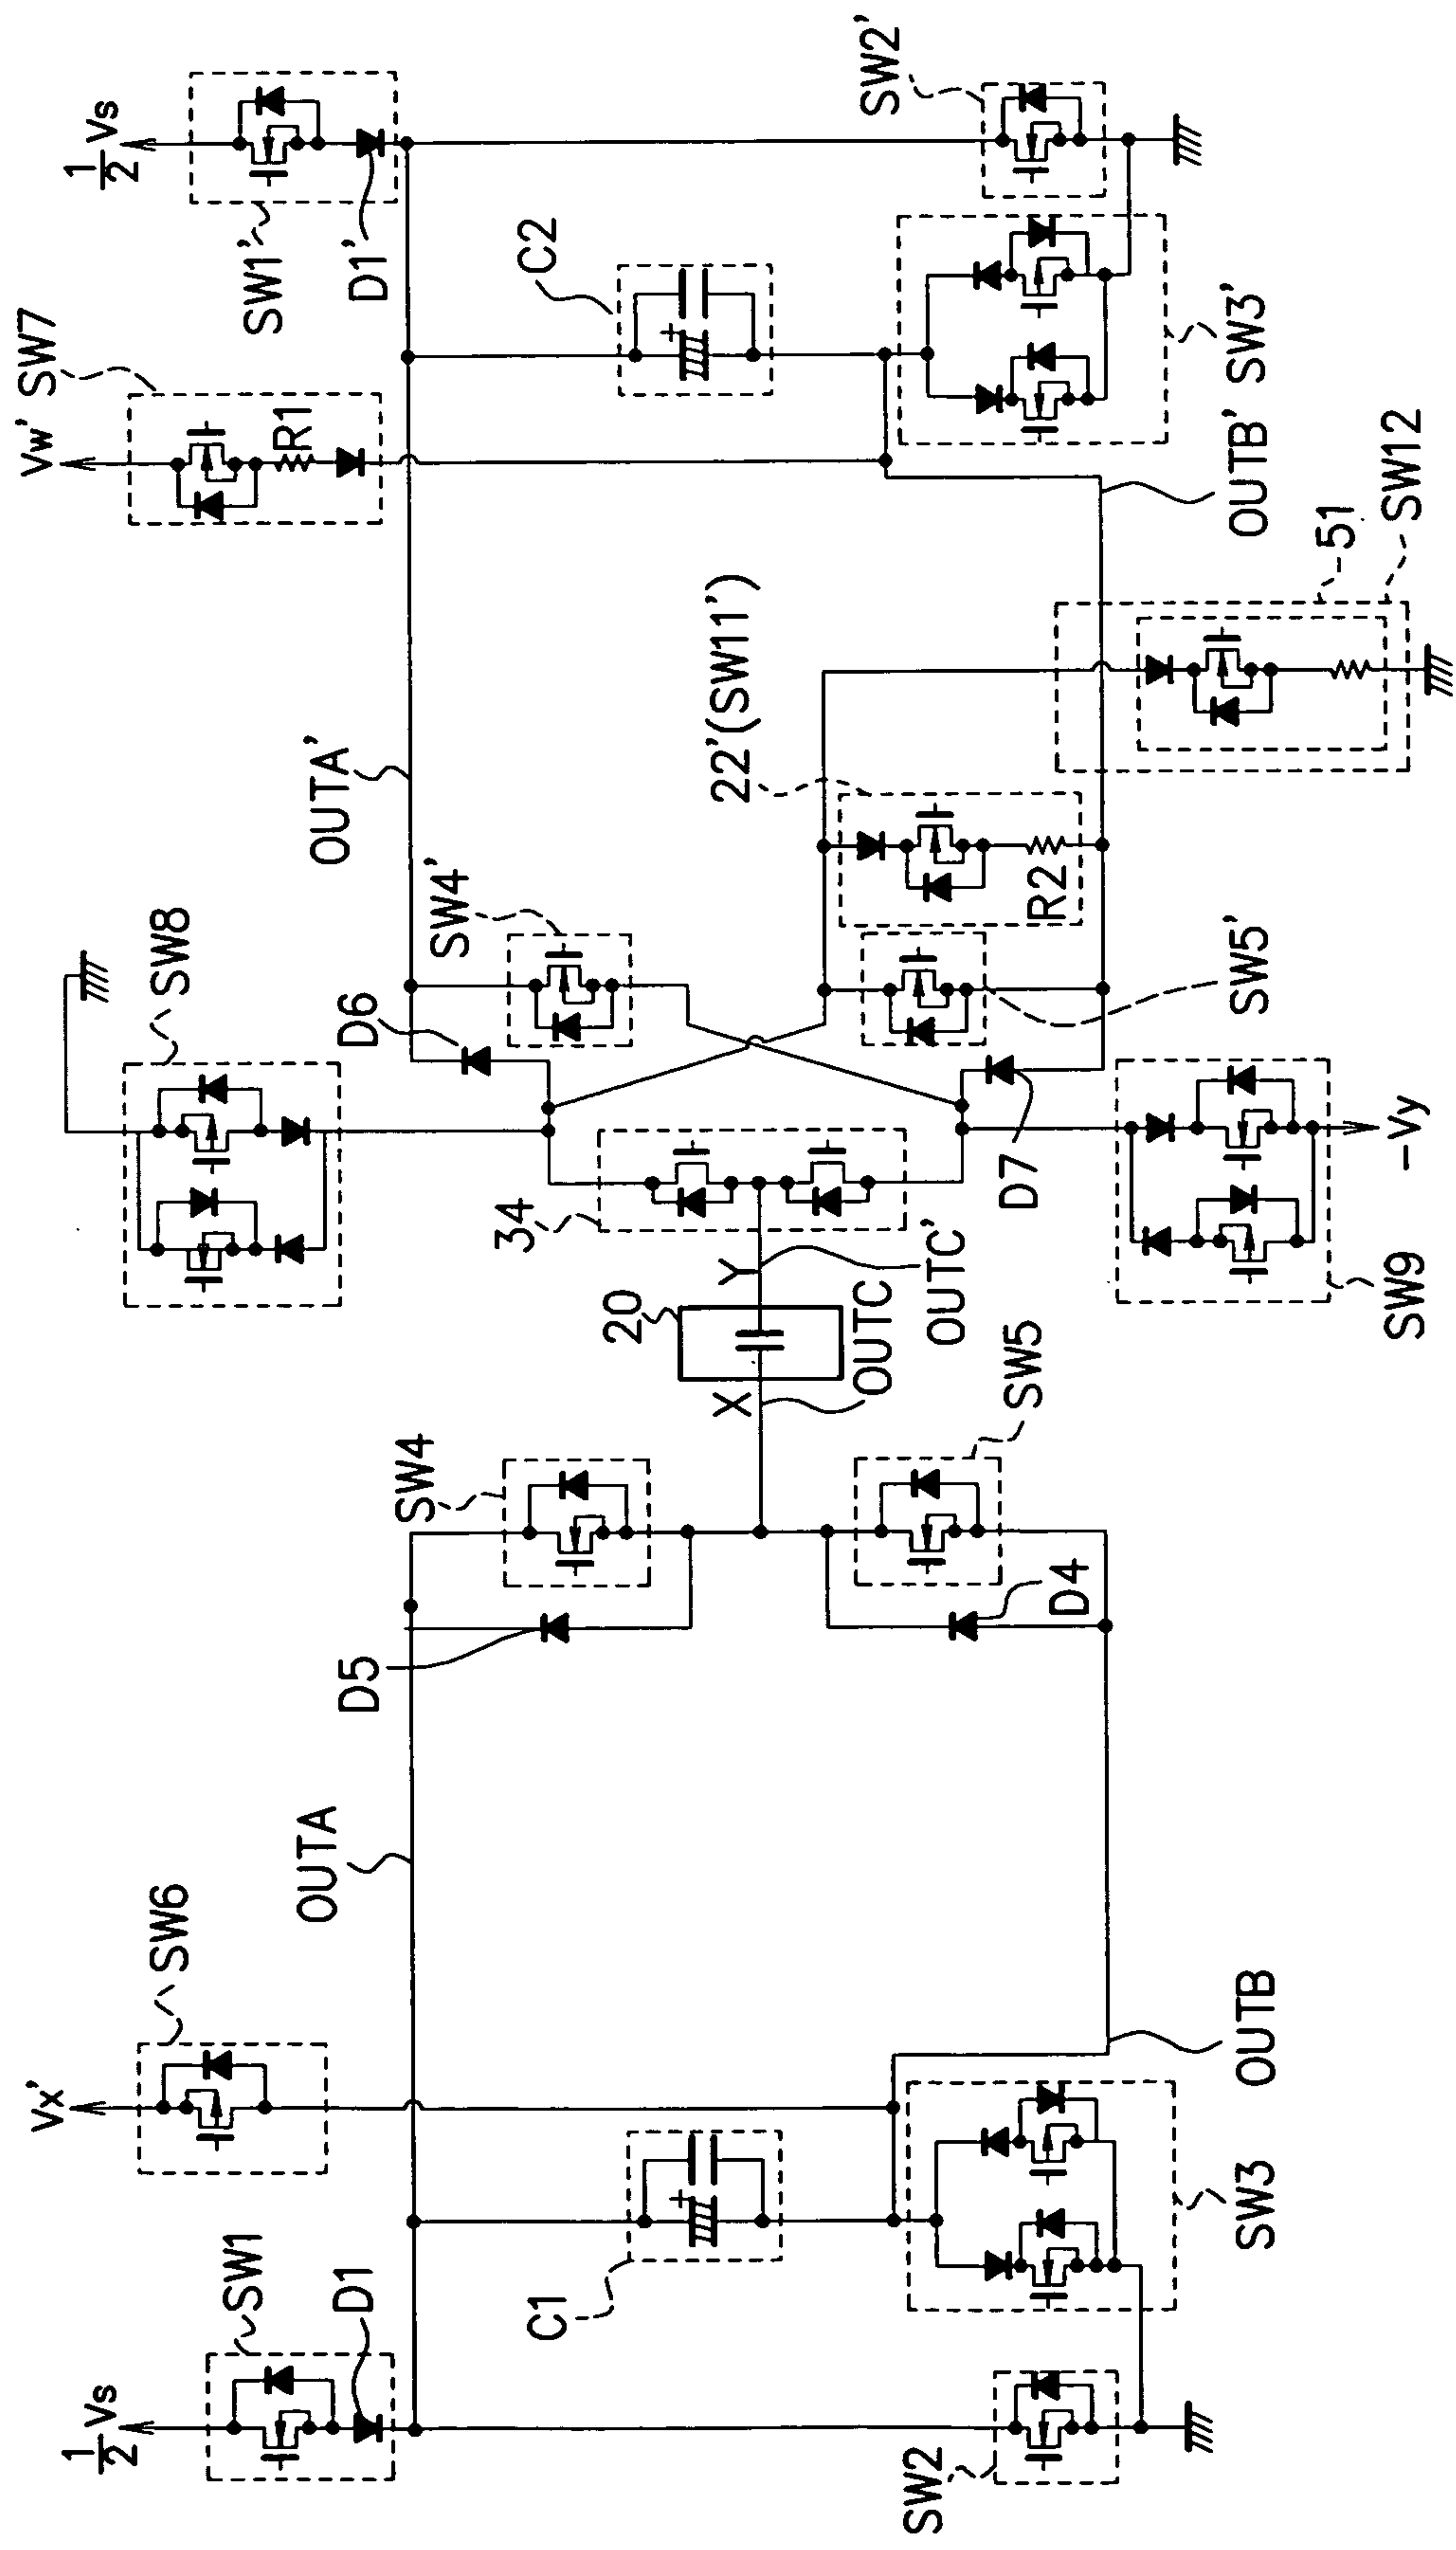 1/2 Vs
SW1
D1
Vx'
SW6
OUTA
C1
SW2
SW3
OUTB
D5
D4
SW4
SW5
X
OUTC
20
Y
OUTC'
34
SW8
D6
SW4'
OUTA'
D7
SW9
-Vy
SW5'
22'(SW11')
R2
51
SW12
Vw'
SW7
R1
OUTB'
C2
1/2 Vs
SW1'
D1'
SW2'
SW3'
+
+